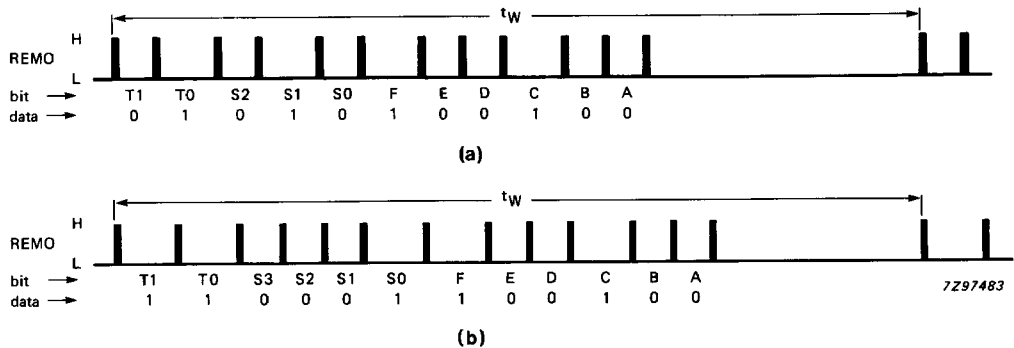 tW
H
REMO
L
bit → T1 T0 S2 S1 S0 F E D C B A
data → 0 1 0 1 0 1 0 0 1 0 0
(a)
tW
H
REMO
L
bit → T1 T0 S3 S2 S1 S0 F E D C B A
data → 1 1 0 0 0 1 1 0 0 1 0 0
7Z97483
(b)